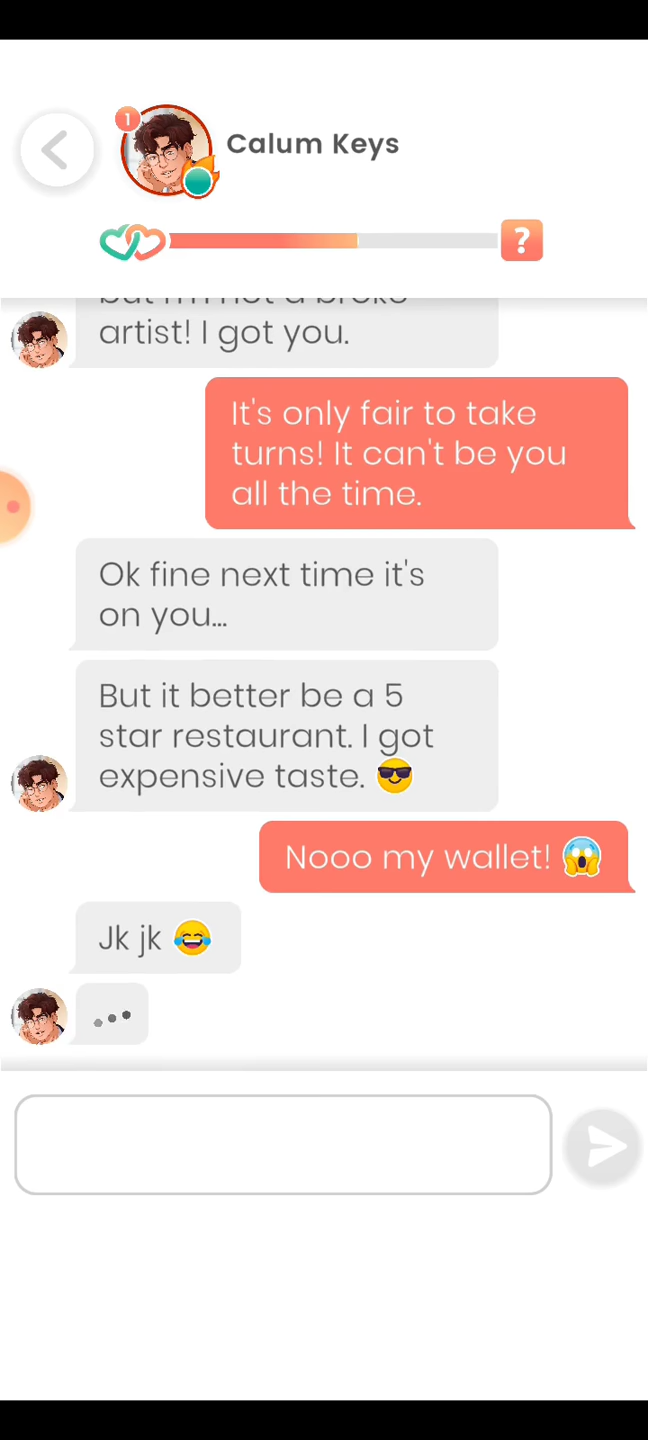 1
Calum Keys
?
artist! I got you.
It's only fair to take
turns! It can't be you
all the time.
Ok fine next time it's
on you...
But it better be a 5
star restaurant. I got
expensive taste. 😎
Nooo my wallet! 😱
Jk jk 😂